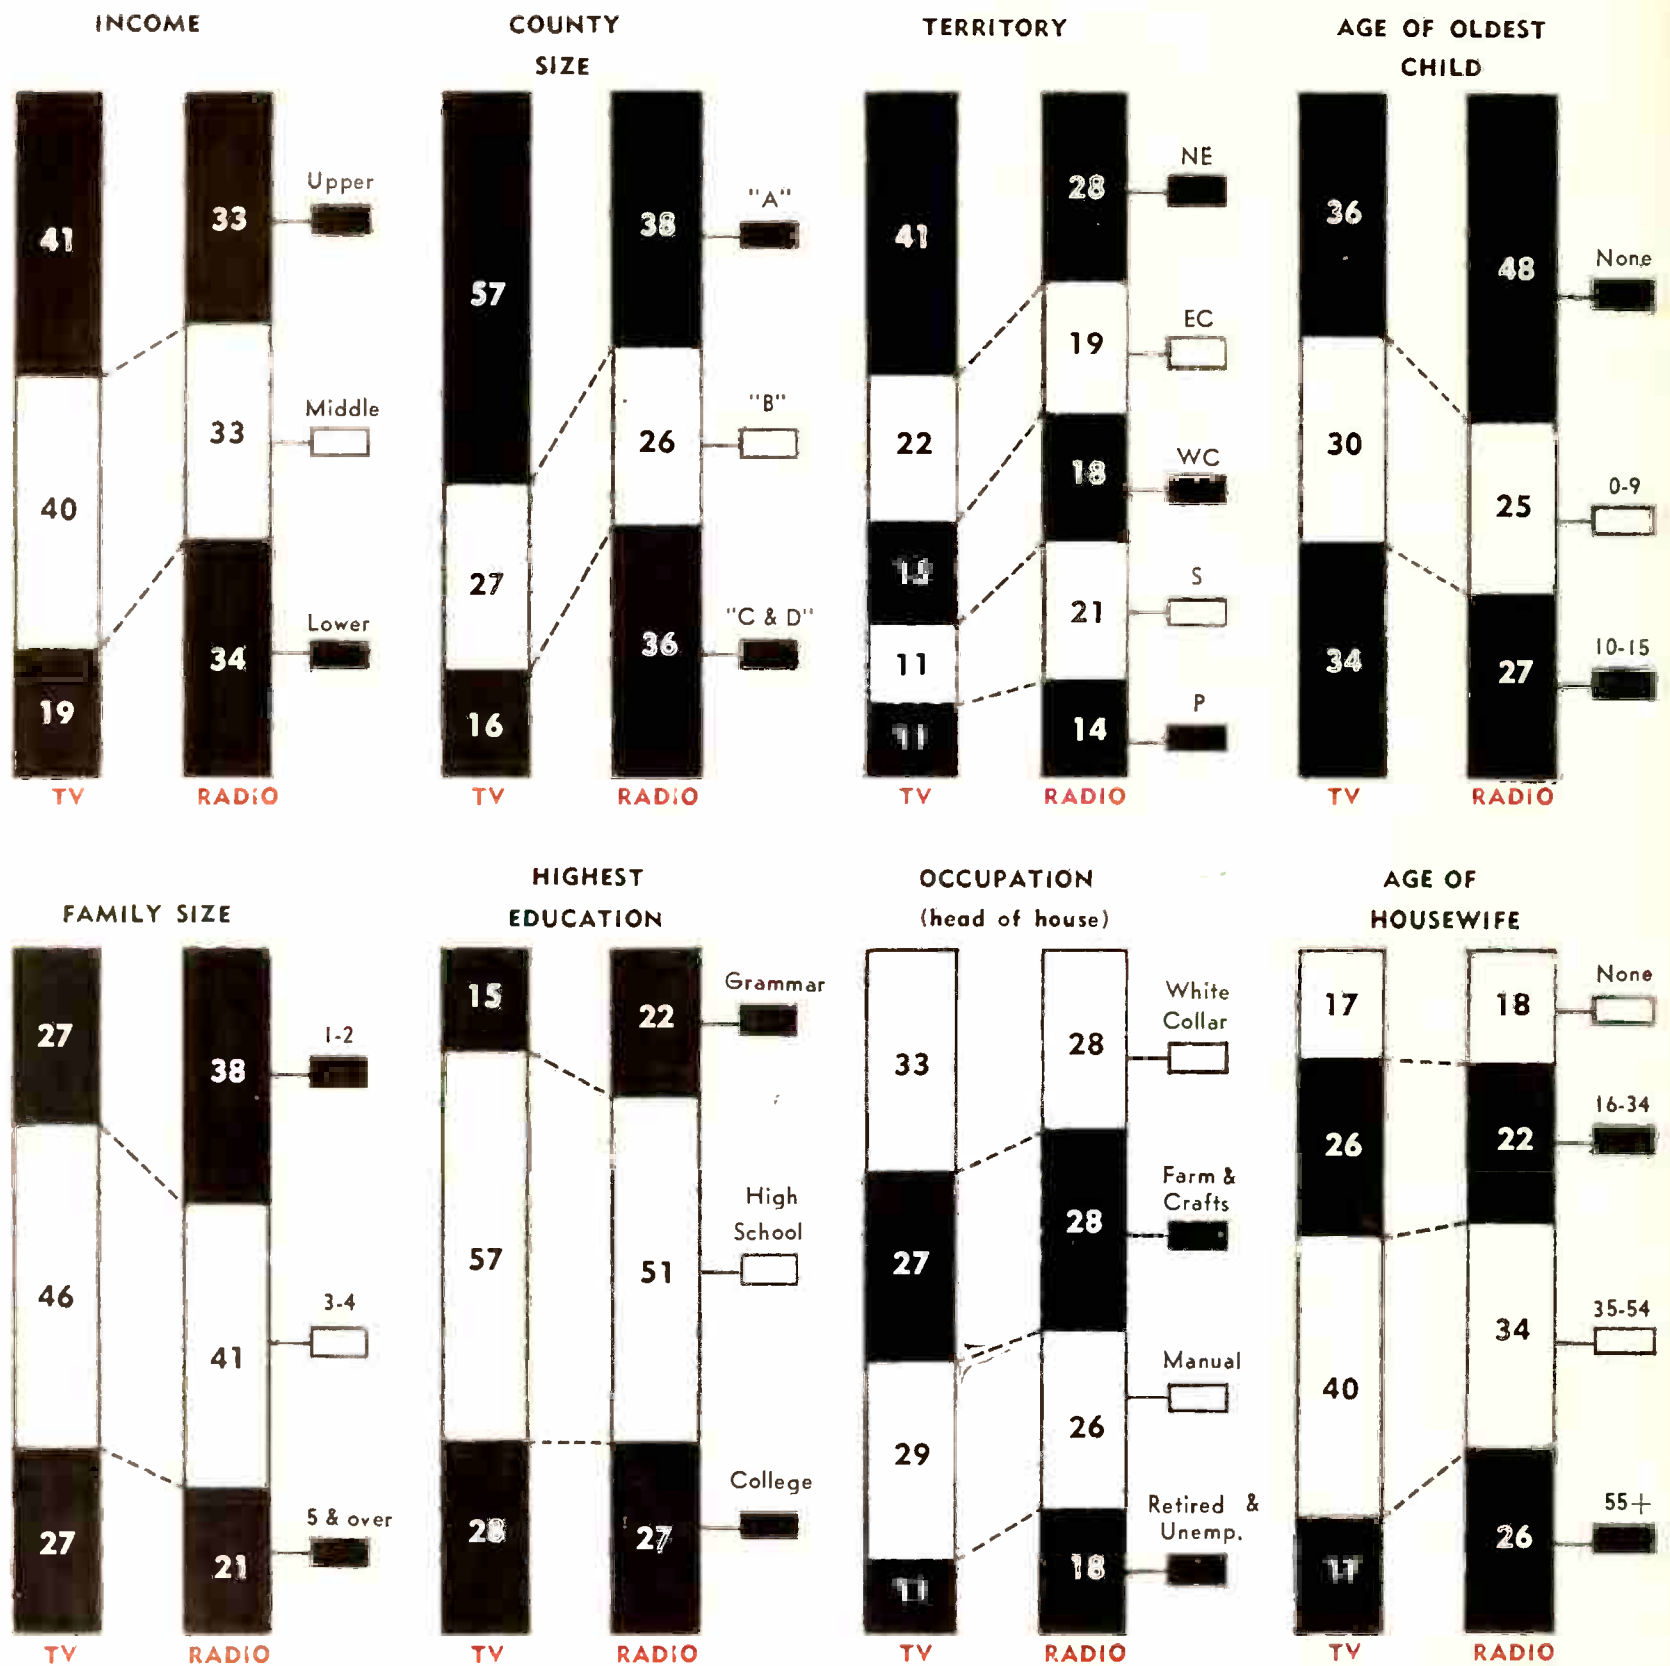 INCOME
41
40
19
33
33
34
Upper
Middle
Lower
TV
RADIO
COUNTY
SIZE
57
27
16
38
26
36
"A"
"B"
"C & D"
TV
RADIO
TERRITORY
41
22
15
11
11
28
19
18
21
14
NE
EC
WC
S
P
TV
RADIO
AGE OF OLDEST
CHILD
36
30
34
48
25
27
None
0-9
10-15
TV
RADIO
FAMILY SIZE
27
46
27
38
41
21
1-2
3-4
5 & over
TV
RADIO
HIGHEST
EDUCATION
15
57
28
22
51
27
Grammar
High
School
College
TV
RADIO
OCCUPATION
(head of house)
33
27
29
11
28
28
26
18
White
Collar
Farm &
Crafts
Manual
Retired &
Unemp.
TV
RADIO
AGE OF
HOUSEWIFE
17
26
40
11
18
22
34
26
None
16-34
35-54
55+
TV
RADIO